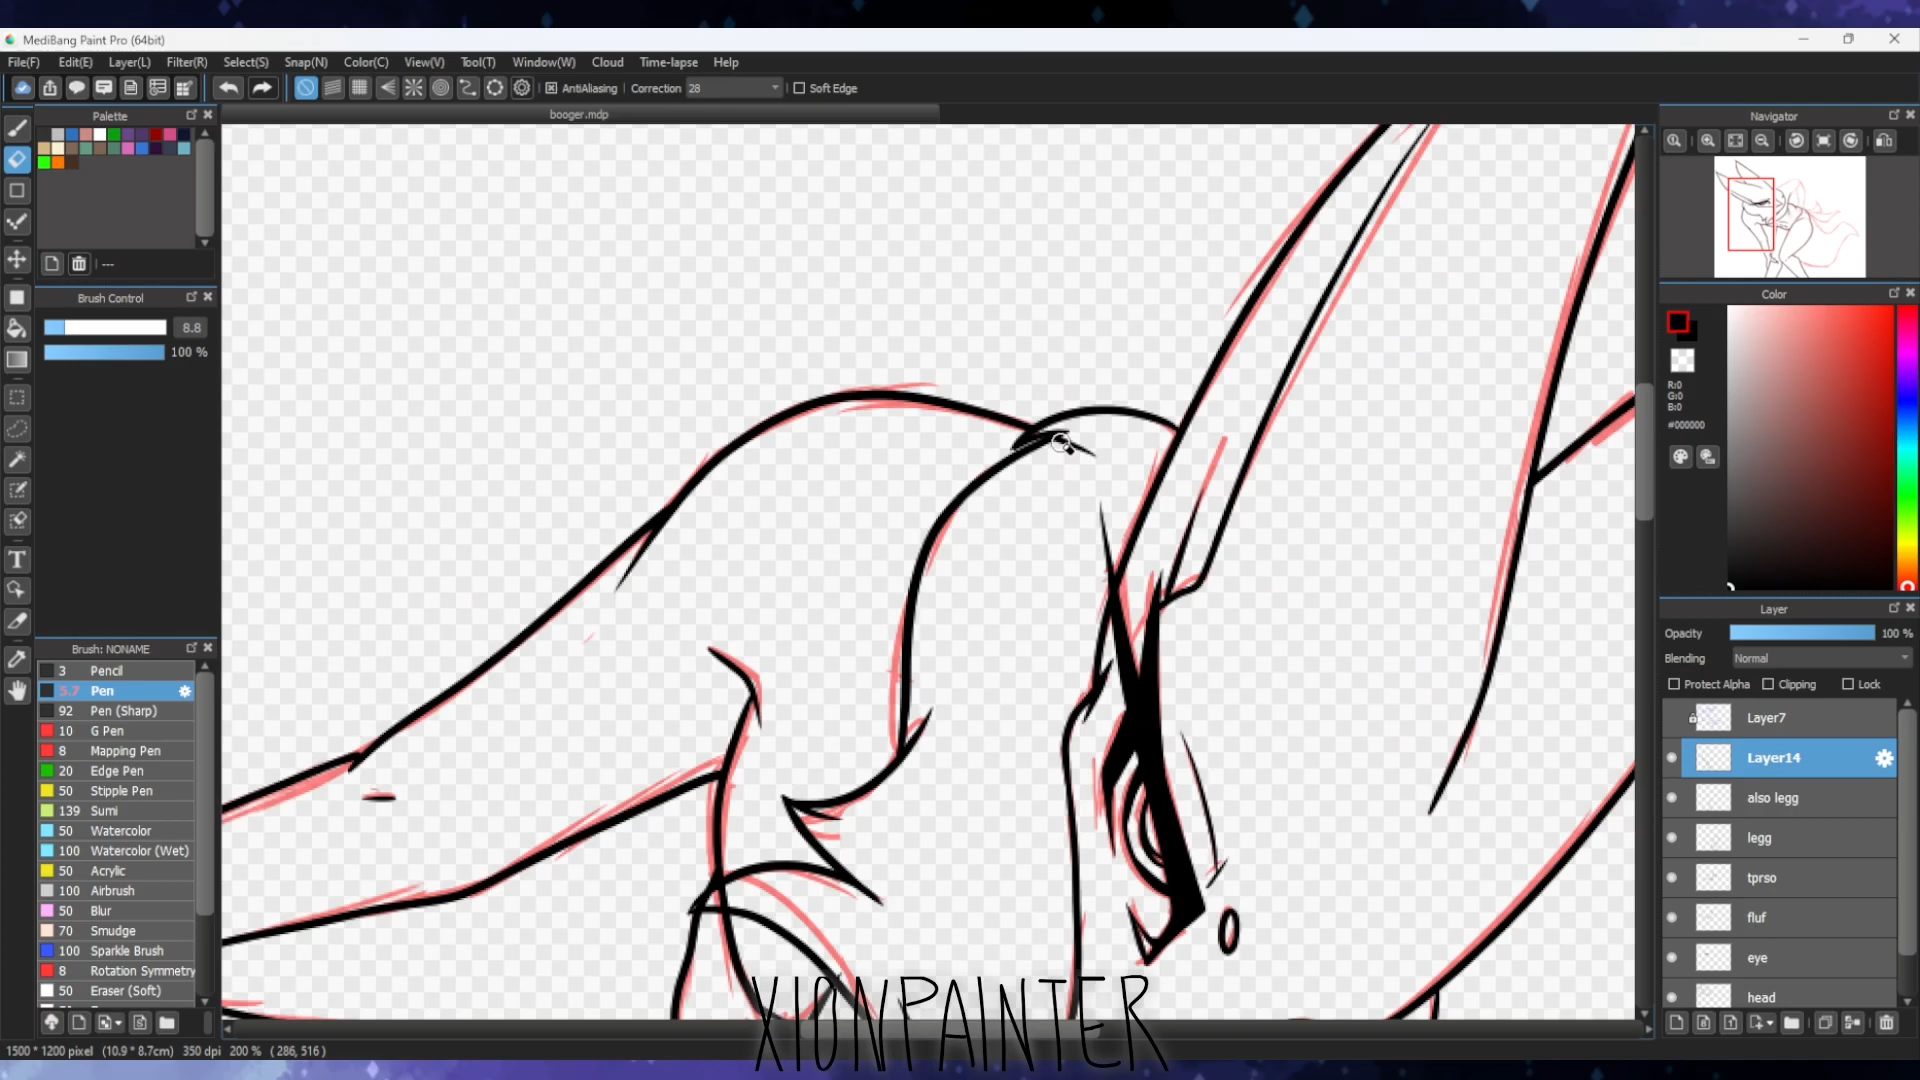 MediBang Paint Pro (64bit)
File(F) Edit(E) Layer(L) Filter(R) Select(S) Snap(N) Color(C) View(V) Tool(T) Window(W) Cloud Time-lapse Help
AntiAliasing Correction 28 Soft Edge
Palette
booger.mdp
Navigator
---
Brush Control
8.8
100 %
Color
R:0
G:0
B:0
#000000
T
Brush: NONAME
3 Pencil
5.7 Pen
92 Pen (Sharp)
10 G Pen
8 Mapping Pen
20 Edge Pen
50 Stipple Pen
139 Sumi
50 Watercolor
100 Watercolor (Wet)
50 Acrylic
100 Airbrush
50 Blur
70 Smudge
100 Sparkle Brush
8 Rotation Symmetry
50 Eraser (Soft)
Layer
Opacity 100 %
Blending Normal
Protect Alpha Clipping Lock
Layer7
Layer14
also legg
legg
tprso
fluf
eye
head
XIONPAINTER
1500 * 1200 pixel (10.9 * 8.7cm) 350 dpi 200 % ( 286, 516 )